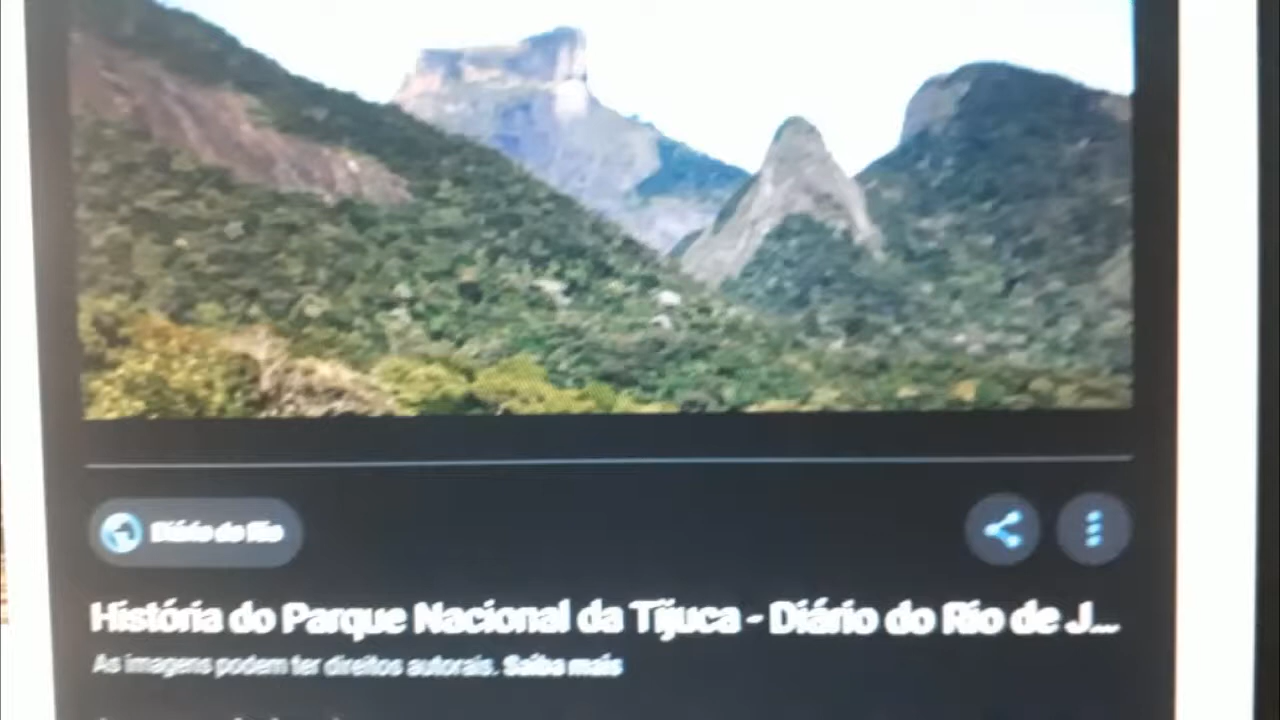 Diário do Rio
História do Parque Nacional da Tijuca - Diário do Rio de J...
As imagens podem ter direitos autorais. Saiba mais